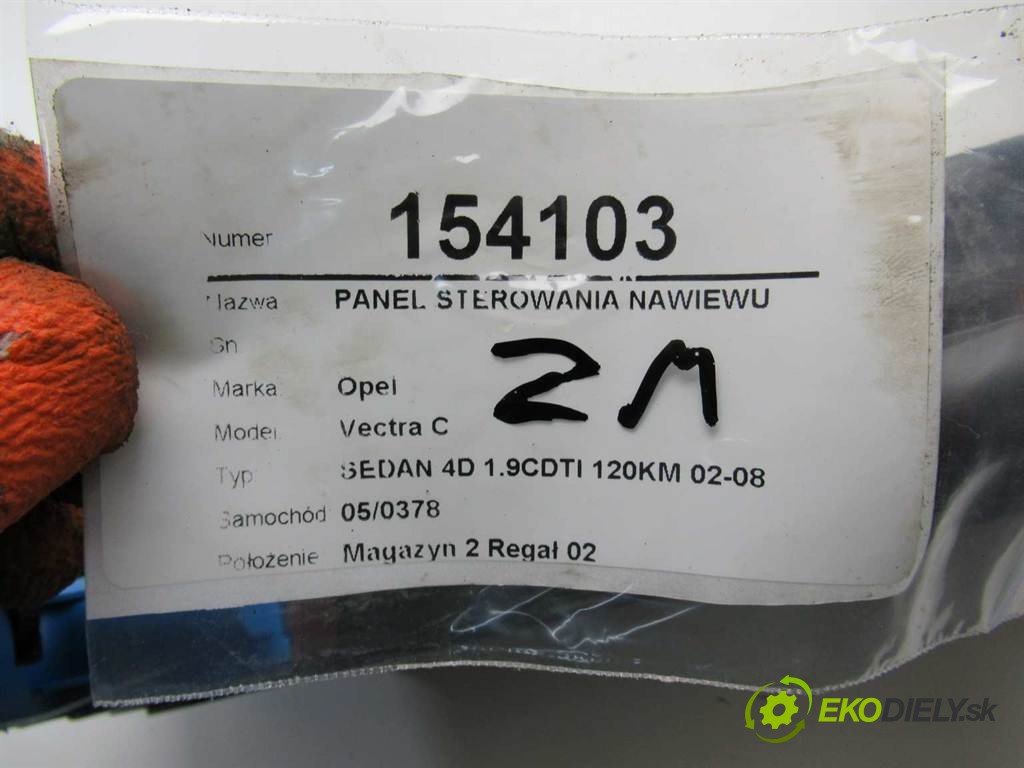 Numer 154103
Nazwa PANEL STEROWANIA NAWIEWU
Sn
ZM
Marka Opel
Model Vectra C
Typ SEDAN 4D 1.9CDTI 120KM 02-08
Samochód 05/0378
Położenie Magazyn 2 Regał 02
EKODIELY.sk